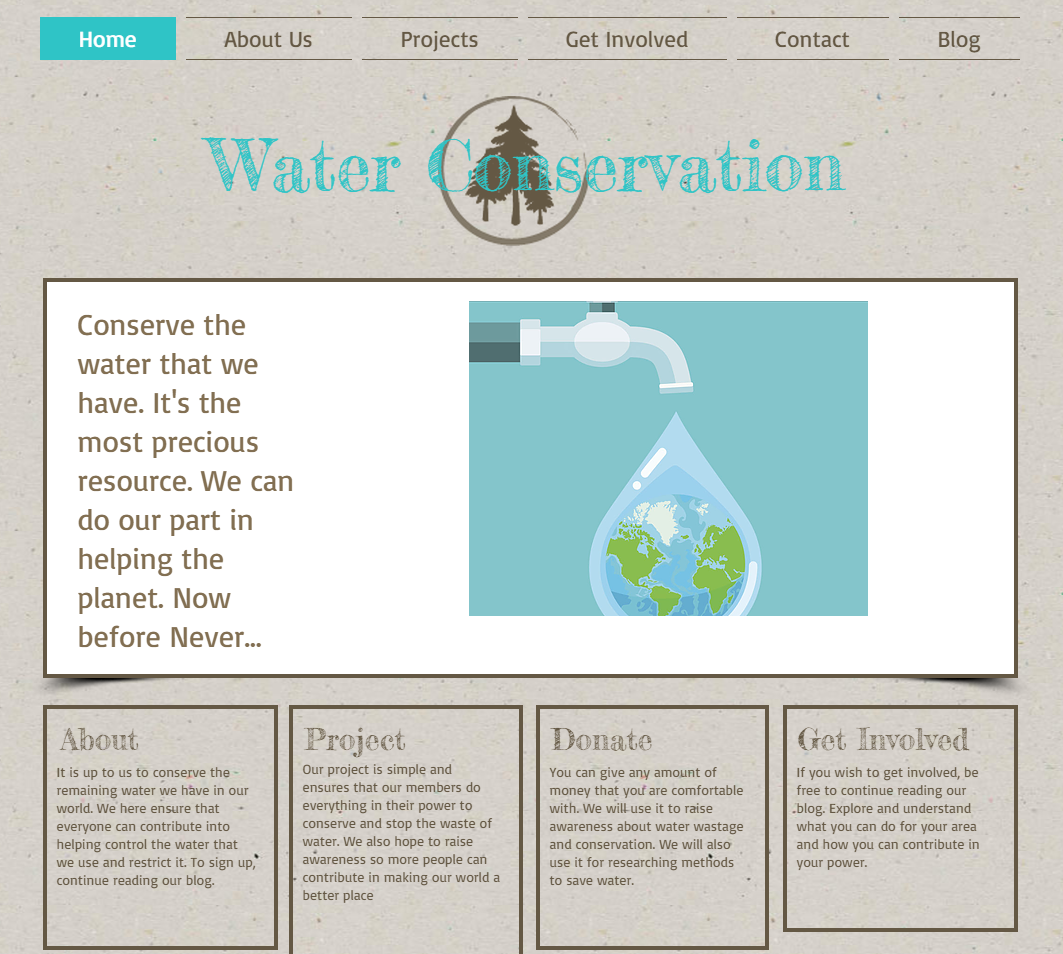 Home
About Us
Projects
Get Involved
Contact
Blog
Water Conservation
Conserve the
water that we
have. It's the
most precious
resource. We can
do our part in
helping the
planet. Now
before Never...
About
It is up to us to conserve the
remaining water we have in our
world. We here ensure that
everyone can contribute into
helping control the water that
we use and restrict it. To sign up,
continue reading our blog.
Project
Our project is simple and
ensures that our members do
everything in their power to
conserve and stop the waste of
water. We also hope to raise
awareness so more people can
contribute in making our world a
better place
Donate
You can give any amount of
money that you are comfortable
with. We will use it to raise
awareness about water wastage
and conservation. We will also
use it for researching methods
to save water.
Get Involved
If you wish to get involved, be
free to continue reading our
blog. Explore and understand
what you can do for your area
and how you can contribute in
your power.